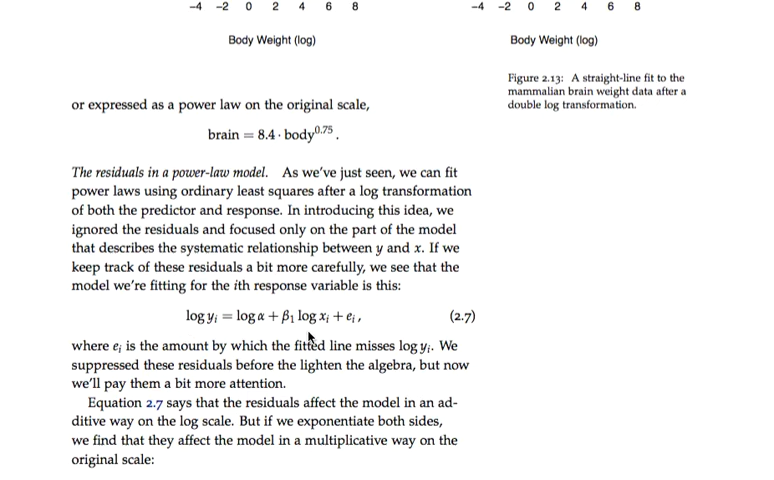 −4 −2 0 2 4 6 8
Body Weight (log)
−4 −2 0 2 4 6 8
Body Weight (log)
Figure 2.13: A straight-line fit to the
mammalian brain weight data after a
double log transformation.
or expressed as a power law on the original scale,
brain = 8.4 · body^0.75 .
The residuals in a power-law model. As we've just seen, we can fit
power laws using ordinary least squares after a log transformation
of both the predictor and response. In introducing this idea, we
ignored the residuals and focused only on the part of the model
that describes the systematic relationship between y and x. If we
keep track of these residuals a bit more carefully, we see that the
model we're fitting for the ith response variable is this:
log yᵢ = log α + β₁ log xᵢ + eᵢ , (2.7)
where eᵢ is the amount by which the fitted line misses log yᵢ. We
suppressed these residuals before the lighten the algebra, but now
we'll pay them a bit more attention.
Equation 2.7 says that the residuals affect the model in an ad-
ditive way on the log scale. But if we exponentiate both sides,
we find that they affect the model in a multiplicative way on the
original scale: